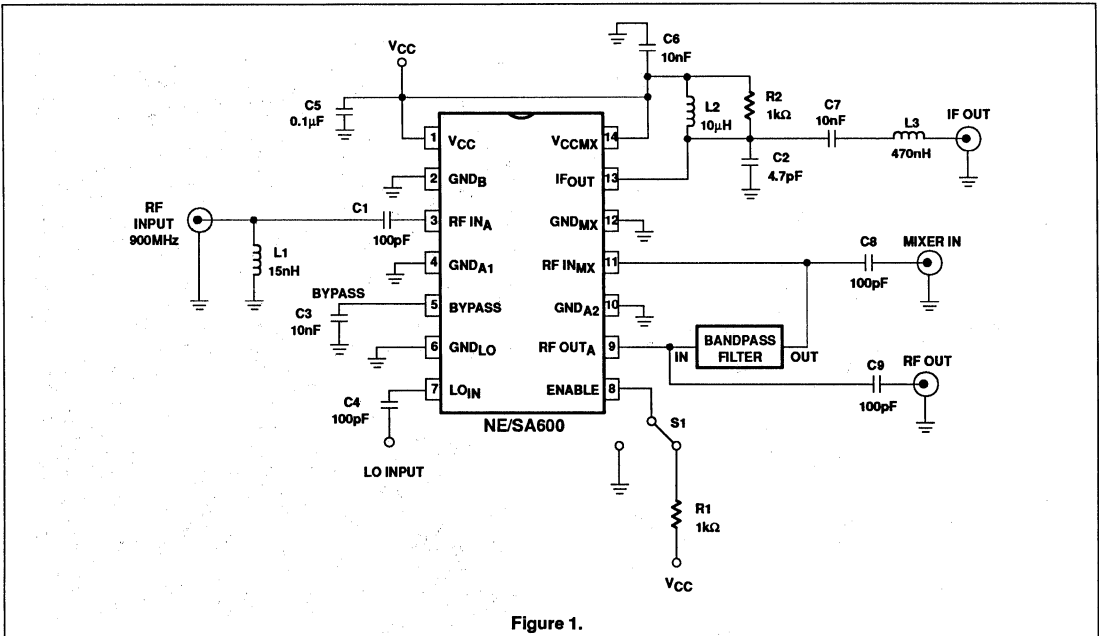 VCC
C5
0.1µF
C6
10nF
L2
10µH
R2
1kΩ
C7
10nF
L3
470nH
IF OUT
C2
4.7pF
1 VCC
VCCMX 14
2 GNDB
IFOUT 13
3 RF INA
GNDMX 12
4 GNDA1
RF INMX 11
5 BYPASS
GNDA2 10
6 GNDLO
RF OUTA 9
7 LOIN
ENABLE 8
NE/SA600
RF
INPUT
900MHz
L1
15nH
C1
100pF
BYPASS
C3
10nF
C4
100pF
LO INPUT
C8
100pF
MIXER IN
IN
BANDPASS
FILTER
OUT
C9
100pF
RF OUT
S1
R1
1kΩ
VCC
Figure 1.